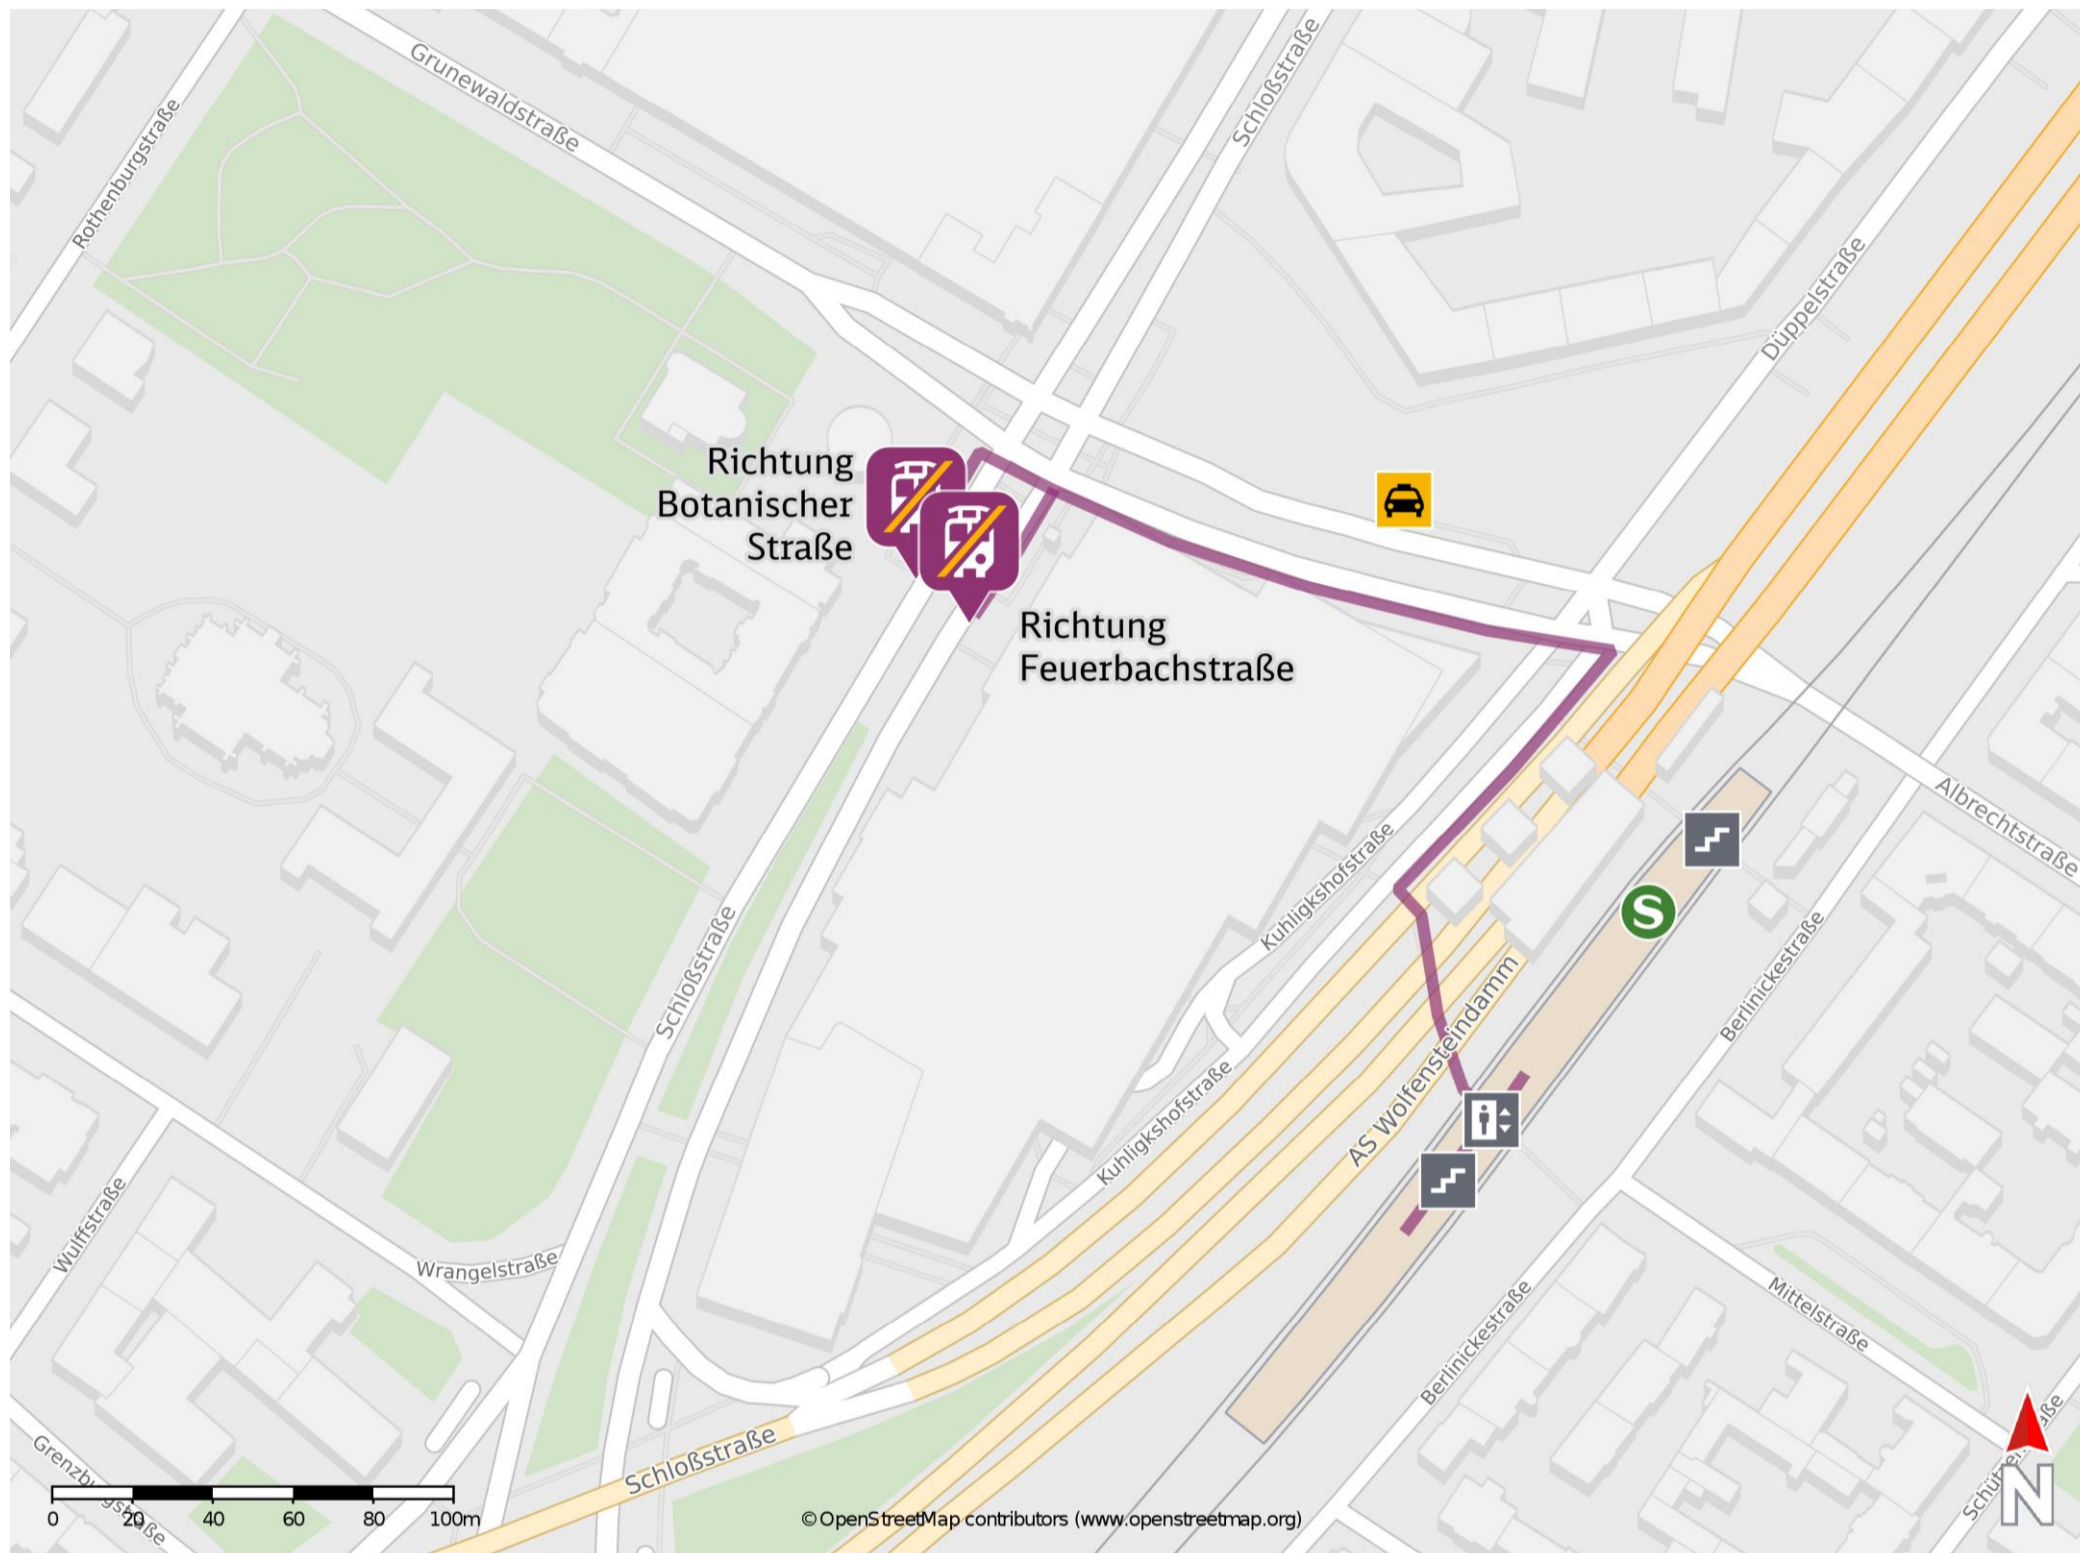 Grunewaldstraße
Schloßstraße
Rothenburgstraße
Düppelstraße
Richtung
Botanischer
Straße
Richtung
Feuerbachstraße
Albrechtstraße
Kuhligkshofstraße
S
Schloßstraße
Berlinickestraße
AS Wolfensteindamm
Kuhligkshofstraße
Wulffstraße
Wrangelstraße
Berlinickestraße
Mittelstraße
Schloßstraße
Grenzburgstraße
0 20 40 60 80 100m
© OpenStreetMap contributors (www.openstreetmap.org)
N